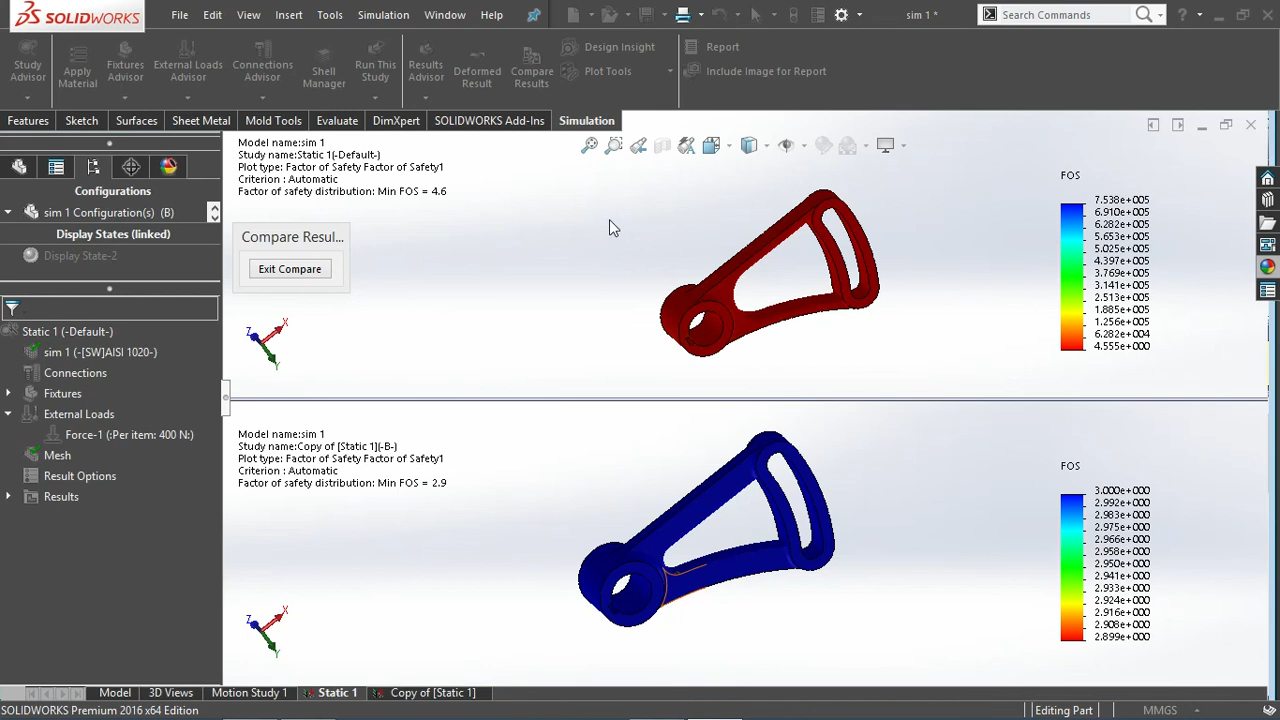 SOLIDWORKS
File Edit View Insert Tools Simulation Window Help
sim 1 *
Search Commands
?
Study Advisor
Apply Material
Fixtures Advisor
External Loads Advisor
Connections Advisor
Shell Manager
Run This Study
Results Advisor
Deformed Result
Compare Results
Design Insight
Plot Tools
Report
Include Image for Report
Features Sketch Surfaces Sheet Metal Mold Tools Evaluate DimXpert SOLIDWORKS Add-Ins Simulation
Configurations
sim 1 Configuration(s) (B)
Display States (linked)
Display State-2
Static 1 (-Default-)
sim 1 (-[SW]AISI 1020-)
Connections
Fixtures
External Loads
Force-1 (:Per item: 400 N:)
Mesh
Result Options
Results
Model name:sim 1
Study name:Static 1(-Default-)
Plot type: Factor of Safety Factor of Safety1
Criterion : Automatic
Factor of safety distribution: Min FOS = 4.6
Compare Resul...
Exit Compare
Z X Y
FOS
7.538e+005
6.910e+005
6.282e+005
5.653e+005
5.025e+005
4.397e+005
3.769e+005
3.141e+005
2.513e+005
1.885e+005
1.256e+005
6.282e+004
4.555e+000
Model name:sim 1
Study name:Copy of [Static 1](-B-)
Plot type: Factor of Safety Factor of Safety1
Criterion : Automatic
Factor of safety distribution: Min FOS = 2.9
Z X Y
FOS
3.000e+000
2.992e+000
2.983e+000
2.975e+000
2.966e+000
2.958e+000
2.950e+000
2.941e+000
2.933e+000
2.924e+000
2.916e+000
2.908e+000
2.899e+000
Model 3D Views Motion Study 1 Static 1 Copy of [Static 1]
SOLIDWORKS Premium 2016 x64 Edition
Editing Part
MMGS